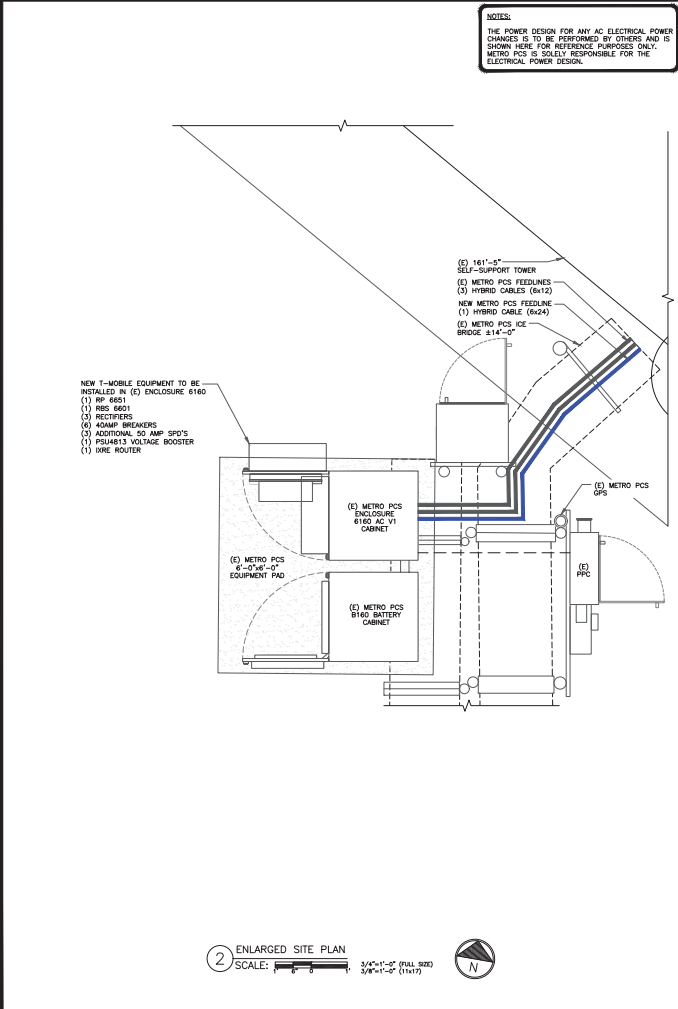 NOTES:
THE POWER DESIGN FOR ANY AC ELECTRICAL POWER
CHANGES IS TO BE PERFORMED BY OTHERS AND IS
SHOWN HERE FOR REFERENCE PURPOSES ONLY.
METRO PCS IS SOLELY RESPONSIBLE FOR THE
ELECTRICAL POWER DESIGN.
(E) 161'-5"
SELF-SUPPORT TOWER
(E) METRO PCS FEEDLINES
(3) HYBRID CABLES (6x12)
NEW METRO PCS FEEDLINE
(1) HYBRID CABLE (6x24)
(E) METRO PCS ICE
BRIDGE ±14'-0"
NEW T-MOBILE EQUIPMENT TO BE
INSTALLED IN (E) ENCLOSURE 6160
(1) RP 6651
(1) RBS 6601
(3) RECTIFIERS
(6) 40AMP BREAKERS
(3) ADDITIONAL 50 AMP SPD'S
(1) PSU4813 VOLTAGE BOOSTER
(1) IXRE ROUTER
(E) METRO PCS
GPS
(E) METRO PCS
ENCLOSURE
6160 AC V1
CABINET
(E) METRO PCS
6'-0"x6'-0"
EQUIPMENT PAD
(E)
PPC
(E) METRO PCS
B160 BATTERY
CABINET
2
ENLARGED SITE PLAN
SCALE:
1' 6" 0 1'
3/4"=1'-0" (FULL SIZE)
3/8"=1'-0" (11x17)
N